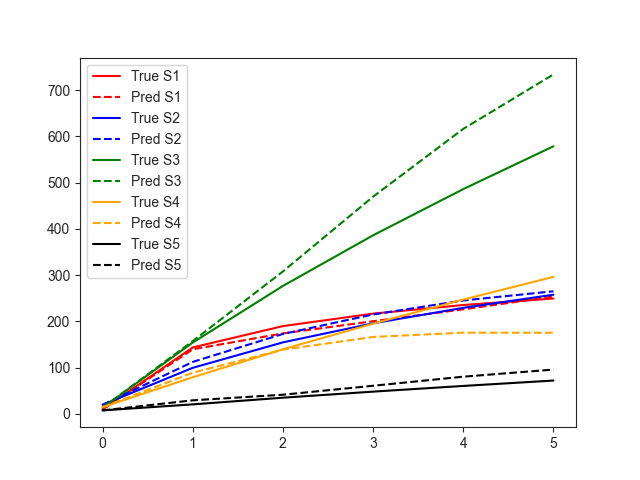 700
600
500
400
300
200
100
0
True S1
Pred S1
True S2
Pred S2
True S3
Pred S3
True S4
Pred S4
True S5
Pred S5
0 1 2 3 4 5